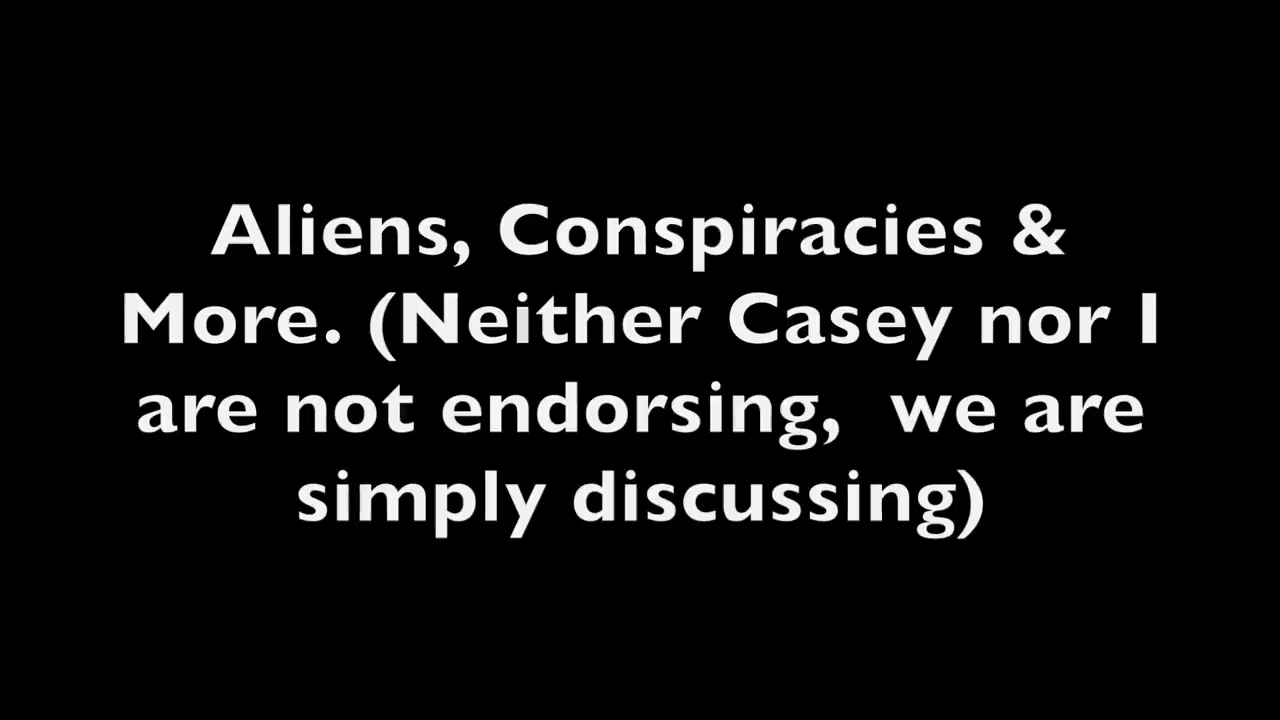 Aliens, Conspiracies &
More. (Neither Casey nor I
are not endorsing,  we are
simply discussing)